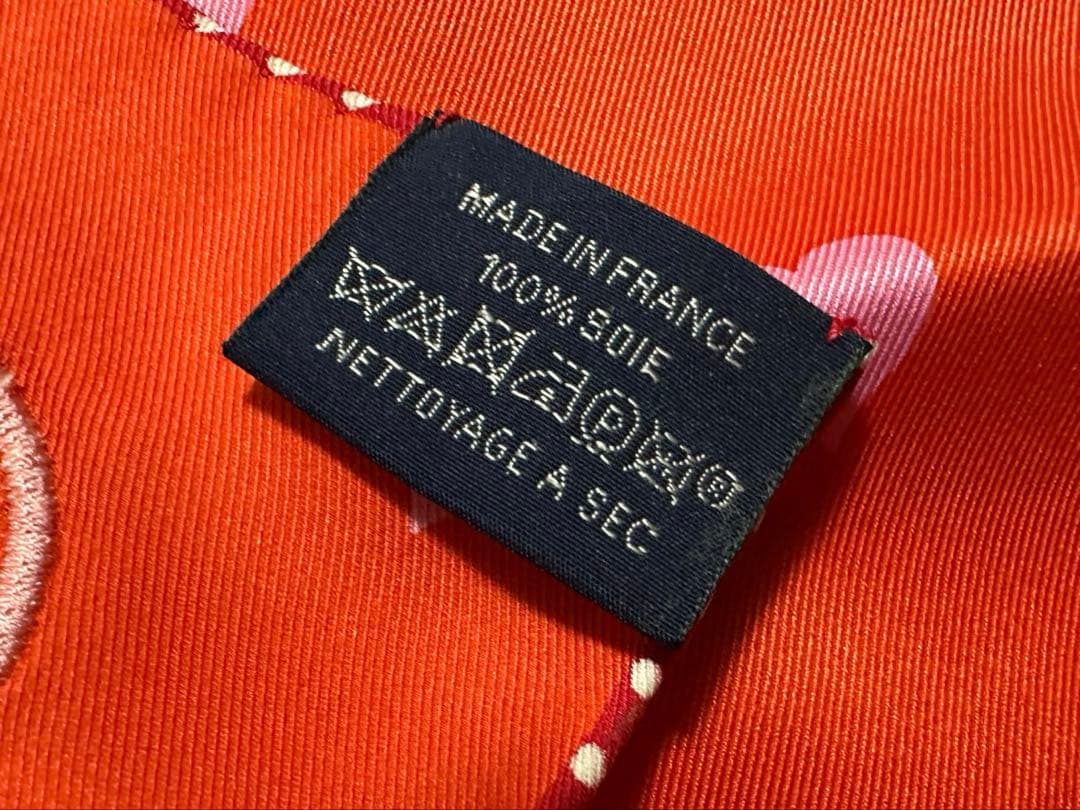 MADE IN FRANCE
100% SOIE
P ®
NETTOYAGE A SEC